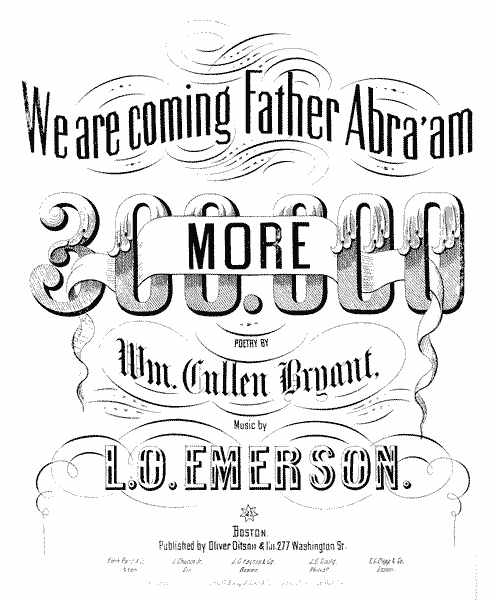 We are coming Father Abra'am
300.000
MORE
POETRY BY
Wm. Cullen Bryant.
Music by
L.O. EMERSON.
BOSTON.
Published by Oliver Ditson & Co. 277 Washington St.